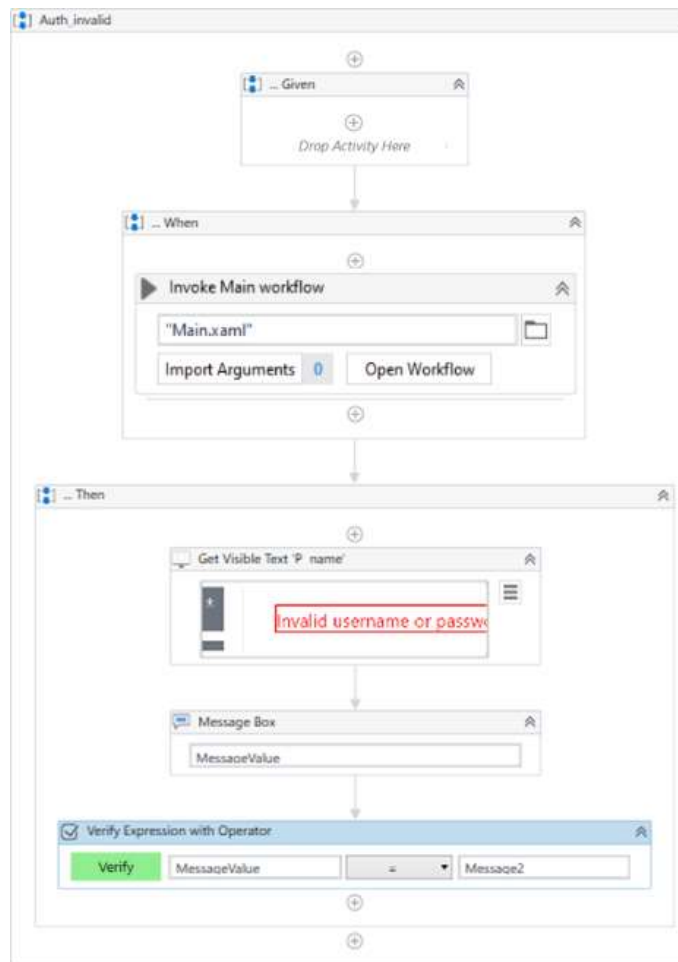 Auth_invalid
... Given
Drop Activity Here
... When
Invoke Main workflow
"Main.xaml"
Import Arguments 0 Open Workflow
... Then
Get Visible Text 'P name'
*
Invalid username or passw
Message Box
MessageValue
Verify Expression with Operator
Verify MessageValue = Message2